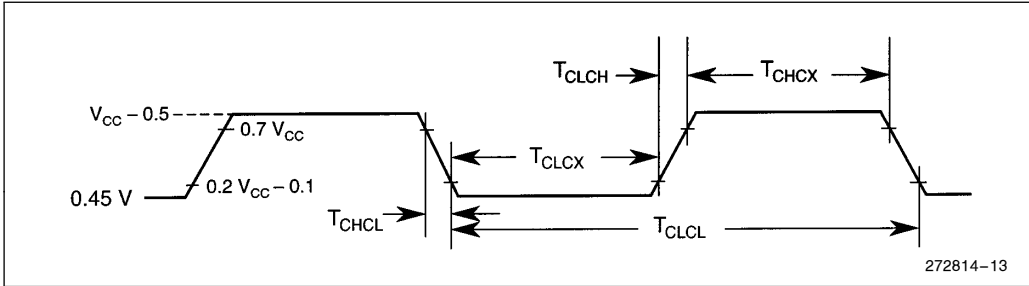 T_CLCH
T_CHCX
V_CC – 0.5
0.7 V_CC
T_CLCX
0.2 V_CC – 0.1
0.45 V
T_CHCL
T_CLCL
272814–13